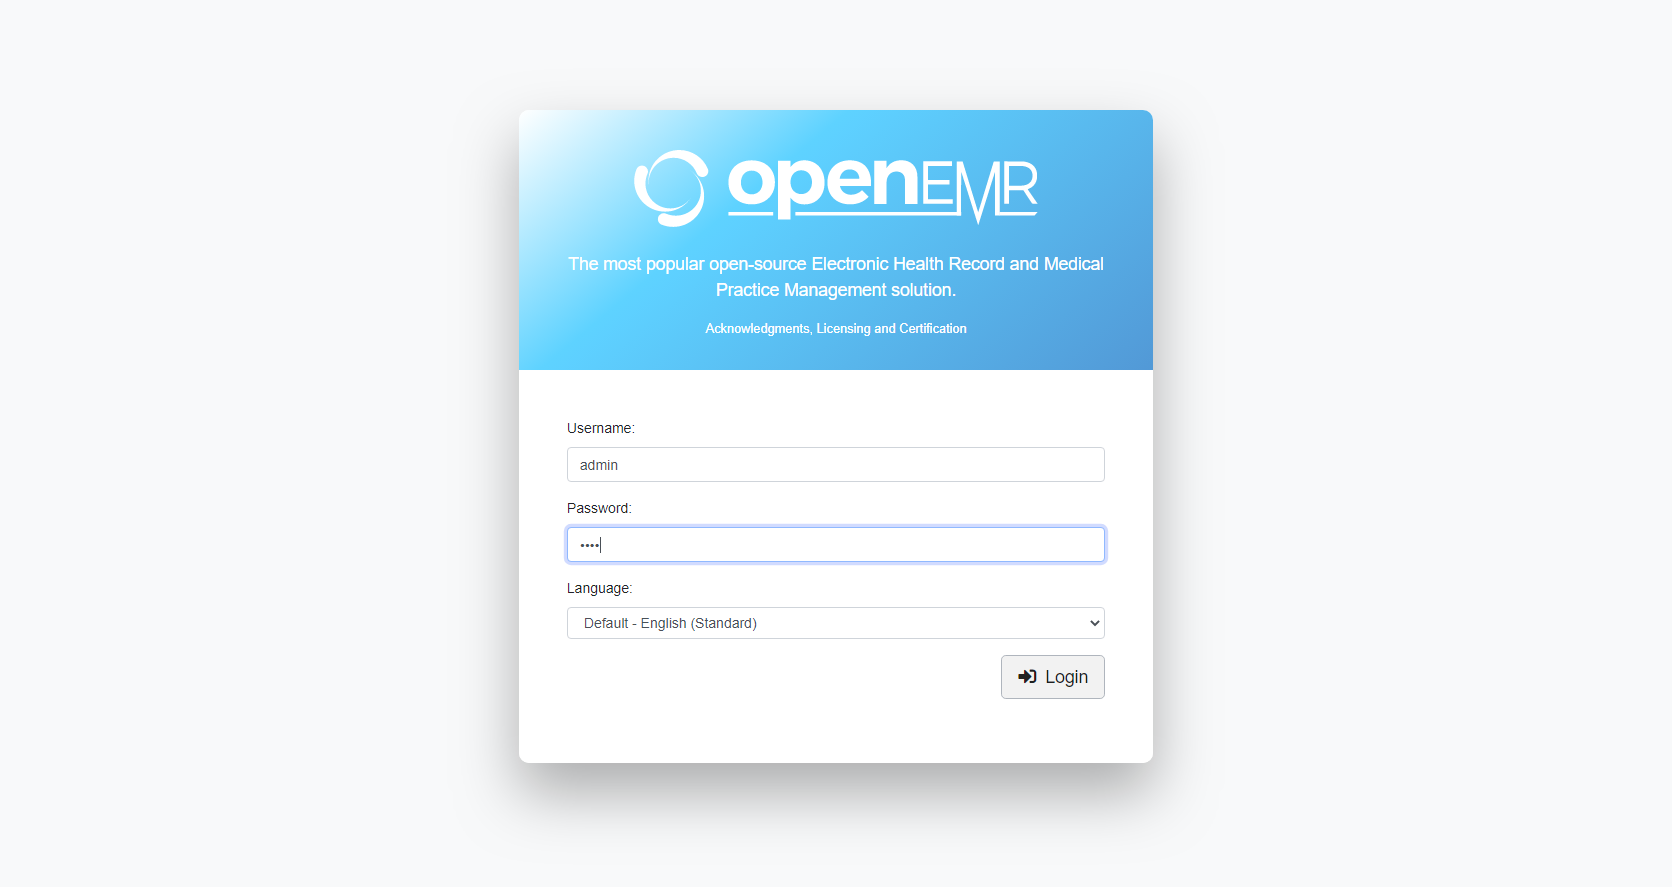 openEMR
The most popular open-source Electronic Health Record and Medical
Practice Management solution.
Acknowledgments, Licensing and Certification
Username:
admin
Password:
••••
Language:
Default - English (Standard)
Login